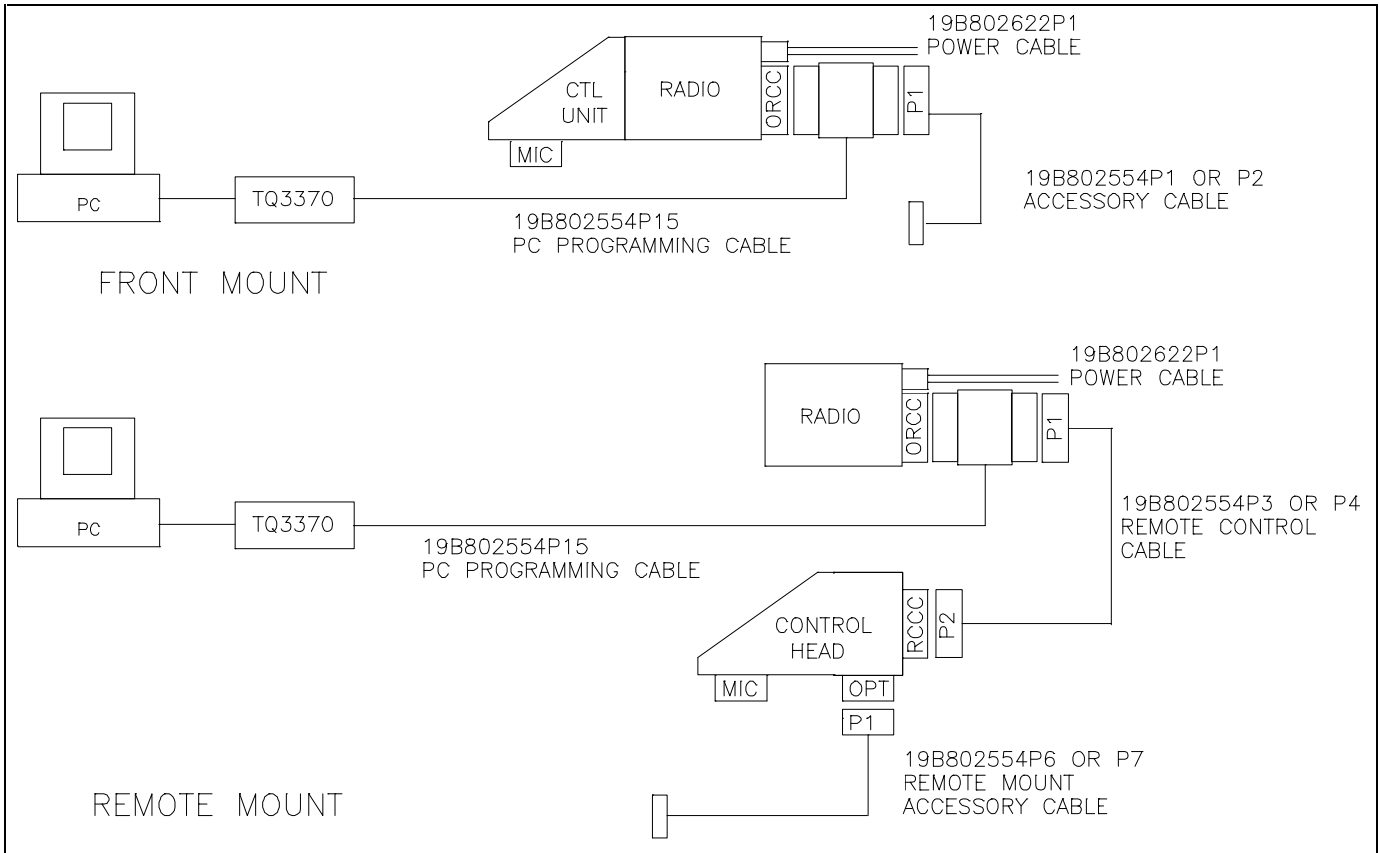 19B802622P1
POWER CABLE
CTL
UNIT
RADIO
ORCC
P1
MIC
PC
TQ3370
19B802554P15
PC PROGRAMMING CABLE
19B802554P1 OR P2
ACCESSORY CABLE
FRONT MOUNT
19B802622P1
POWER CABLE
RADIO
ORCC
P1
PC
TQ3370
19B802554P15
PC PROGRAMMING CABLE
19B802554P3 OR P4
REMOTE CONTROL
CABLE
CONTROL
HEAD
RCCC
P2
MIC
OPT
P1
19B802554P6 OR P7
REMOTE MOUNT
ACCESSORY CABLE
REMOTE MOUNT